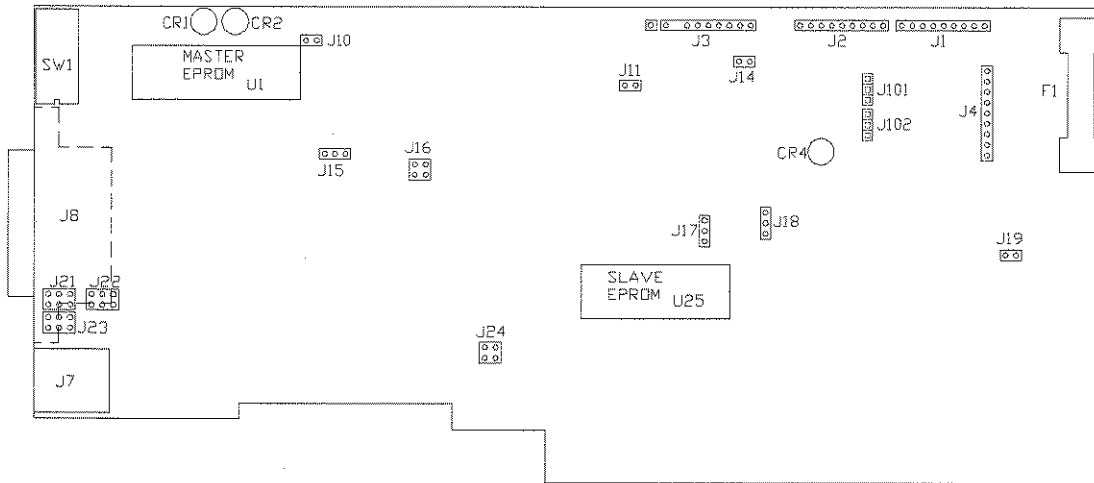 CR1 CR2
J10
SW1
MASTER
EPROM U1
J3
J2
J1
J14
J11
J101
J102
J4
F1
CR4
J15
J16
J8
J17
J18
J19
J21
J22
J23
SLAVE
EPROM U25
J24
J7